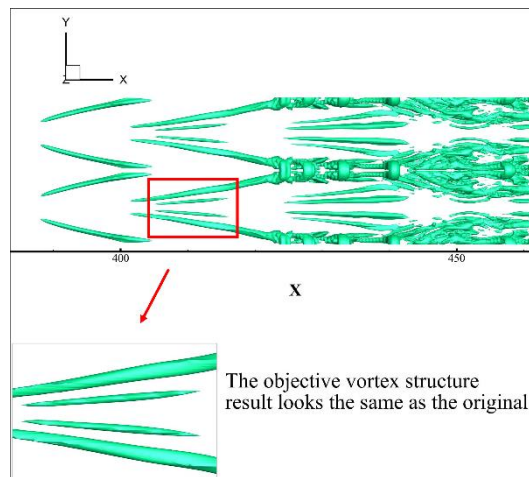 Y
Z
X
400
450
X
The objective vortex structure
result looks the same as the original